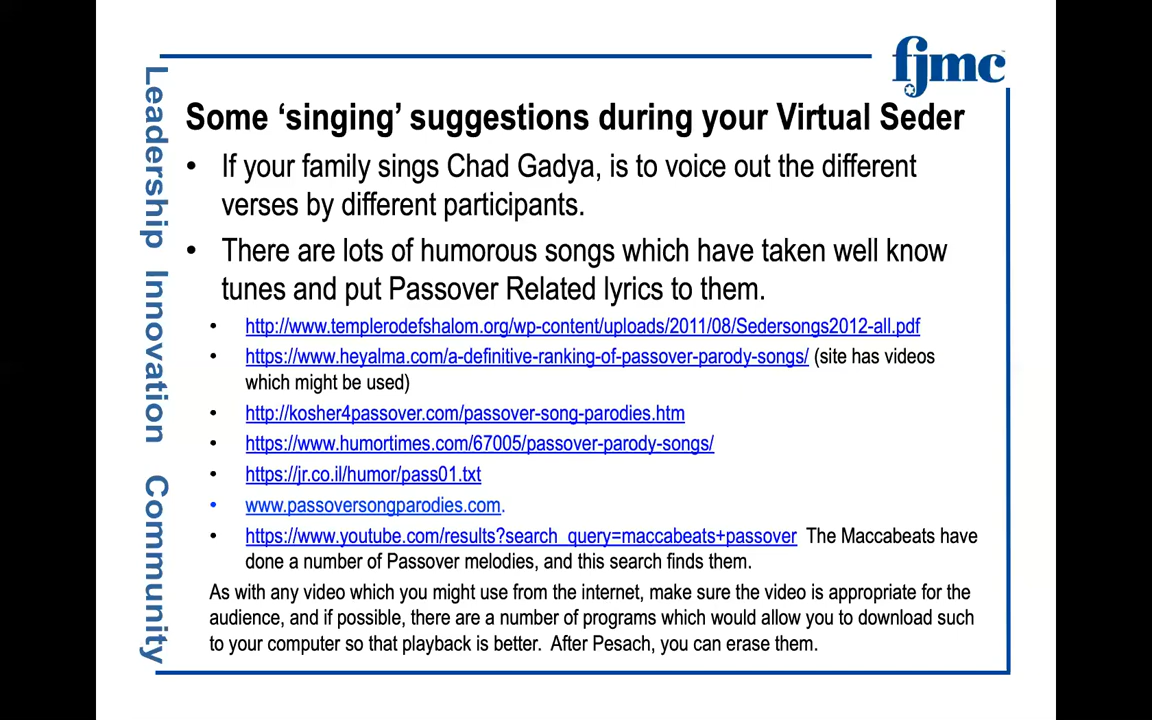 fjmc
Leadership Innovation Community
Some ‘singing’ suggestions during your Virtual Seder
• If your family sings Chad Gadya, is to voice out the different
verses by different participants.
• There are lots of humorous songs which have taken well know
tunes and put Passover Related lyrics to them.
• http://www.templerodefshalom.org/wp-content/uploads/2011/08/Sedersongs2012-all.pdf
• https://www.heyalma.com/a-definitive-ranking-of-passover-parody-songs/ (site has videos
which might be used)
• http://kosher4passover.com/passover-song-parodies.htm
• https://www.humortimes.com/67005/passover-parody-songs/
• https://jr.co.il/humor/pass01.txt
• www.passoversongparodies.com.
• https://www.youtube.com/results?search_query=maccabeats+passover The Maccabeats have
done a number of Passover melodies, and this search finds them.
As with any video which you might use from the internet, make sure the video is appropriate for the
audience, and if possible, there are a number of programs which would allow you to download such
to your computer so that playback is better. After Pesach, you can erase them.